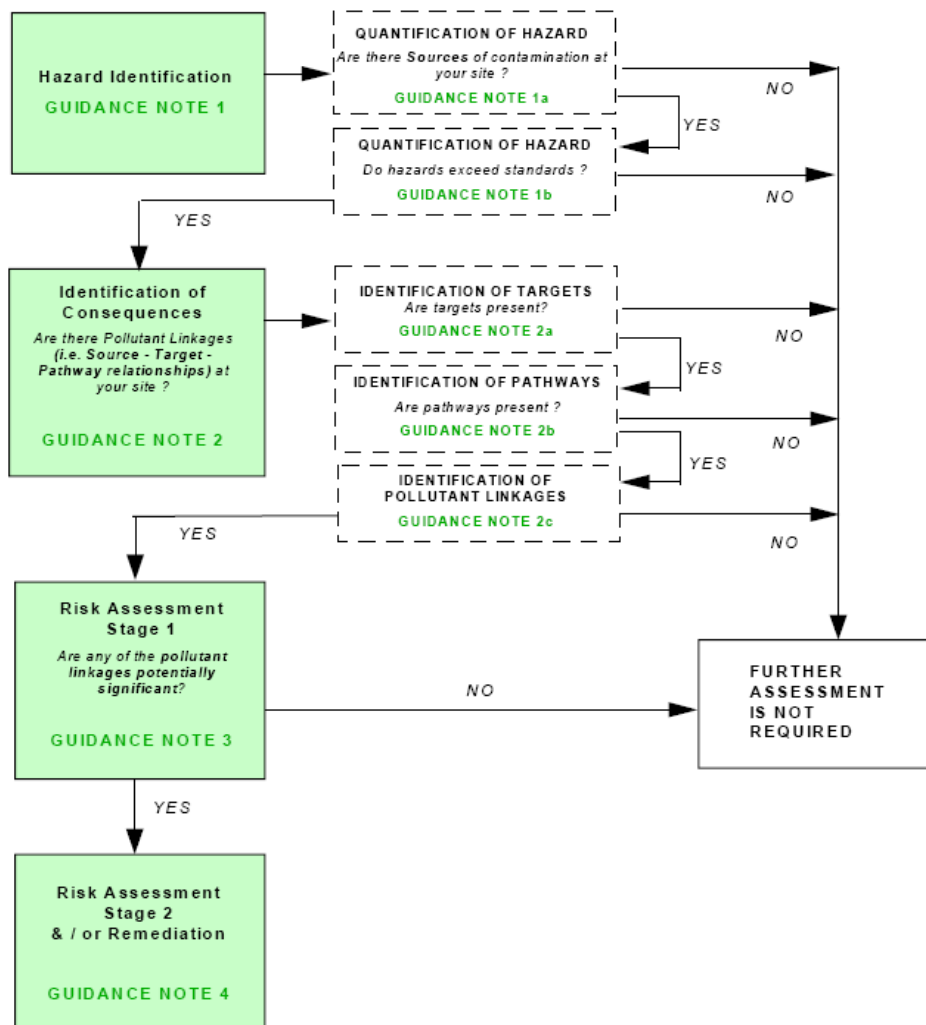 Hazard Identification
GUIDANCE NOTE 1
QUANTIFICATION OF HAZARD
Are there Sources of contamination at
your site ?
GUIDANCE NOTE 1a
NO
YES
QUANTIFICATION OF HAZARD
Do hazards exceed standards ?
GUIDANCE NOTE 1b
NO
YES
Identification of
Consequences
Are there Pollutant Linkages
(i.e. Source - Target -
Pathway relationships) at
your site ?
GUIDANCE NOTE 2
IDENTIFICATION OF TARGETS
Are targets present?
GUIDANCE NOTE 2a
NO
YES
IDENTIFICATION OF PATHWAYS
Are pathways present ?
GUIDANCE NOTE 2b
NO
YES
IDENTIFICATION OF
POLLUTANT LINKAGES
GUIDANCE NOTE 2c
NO
YES
Risk Assessment
Stage 1
Are any of the pollutant
linkages potentially
significant?
GUIDANCE NOTE 3
NO
FURTHER
ASSESSMENT
IS NOT
REQUIRED
YES
Risk Assessment
Stage 2
& / or Remediation
GUIDANCE NOTE 4